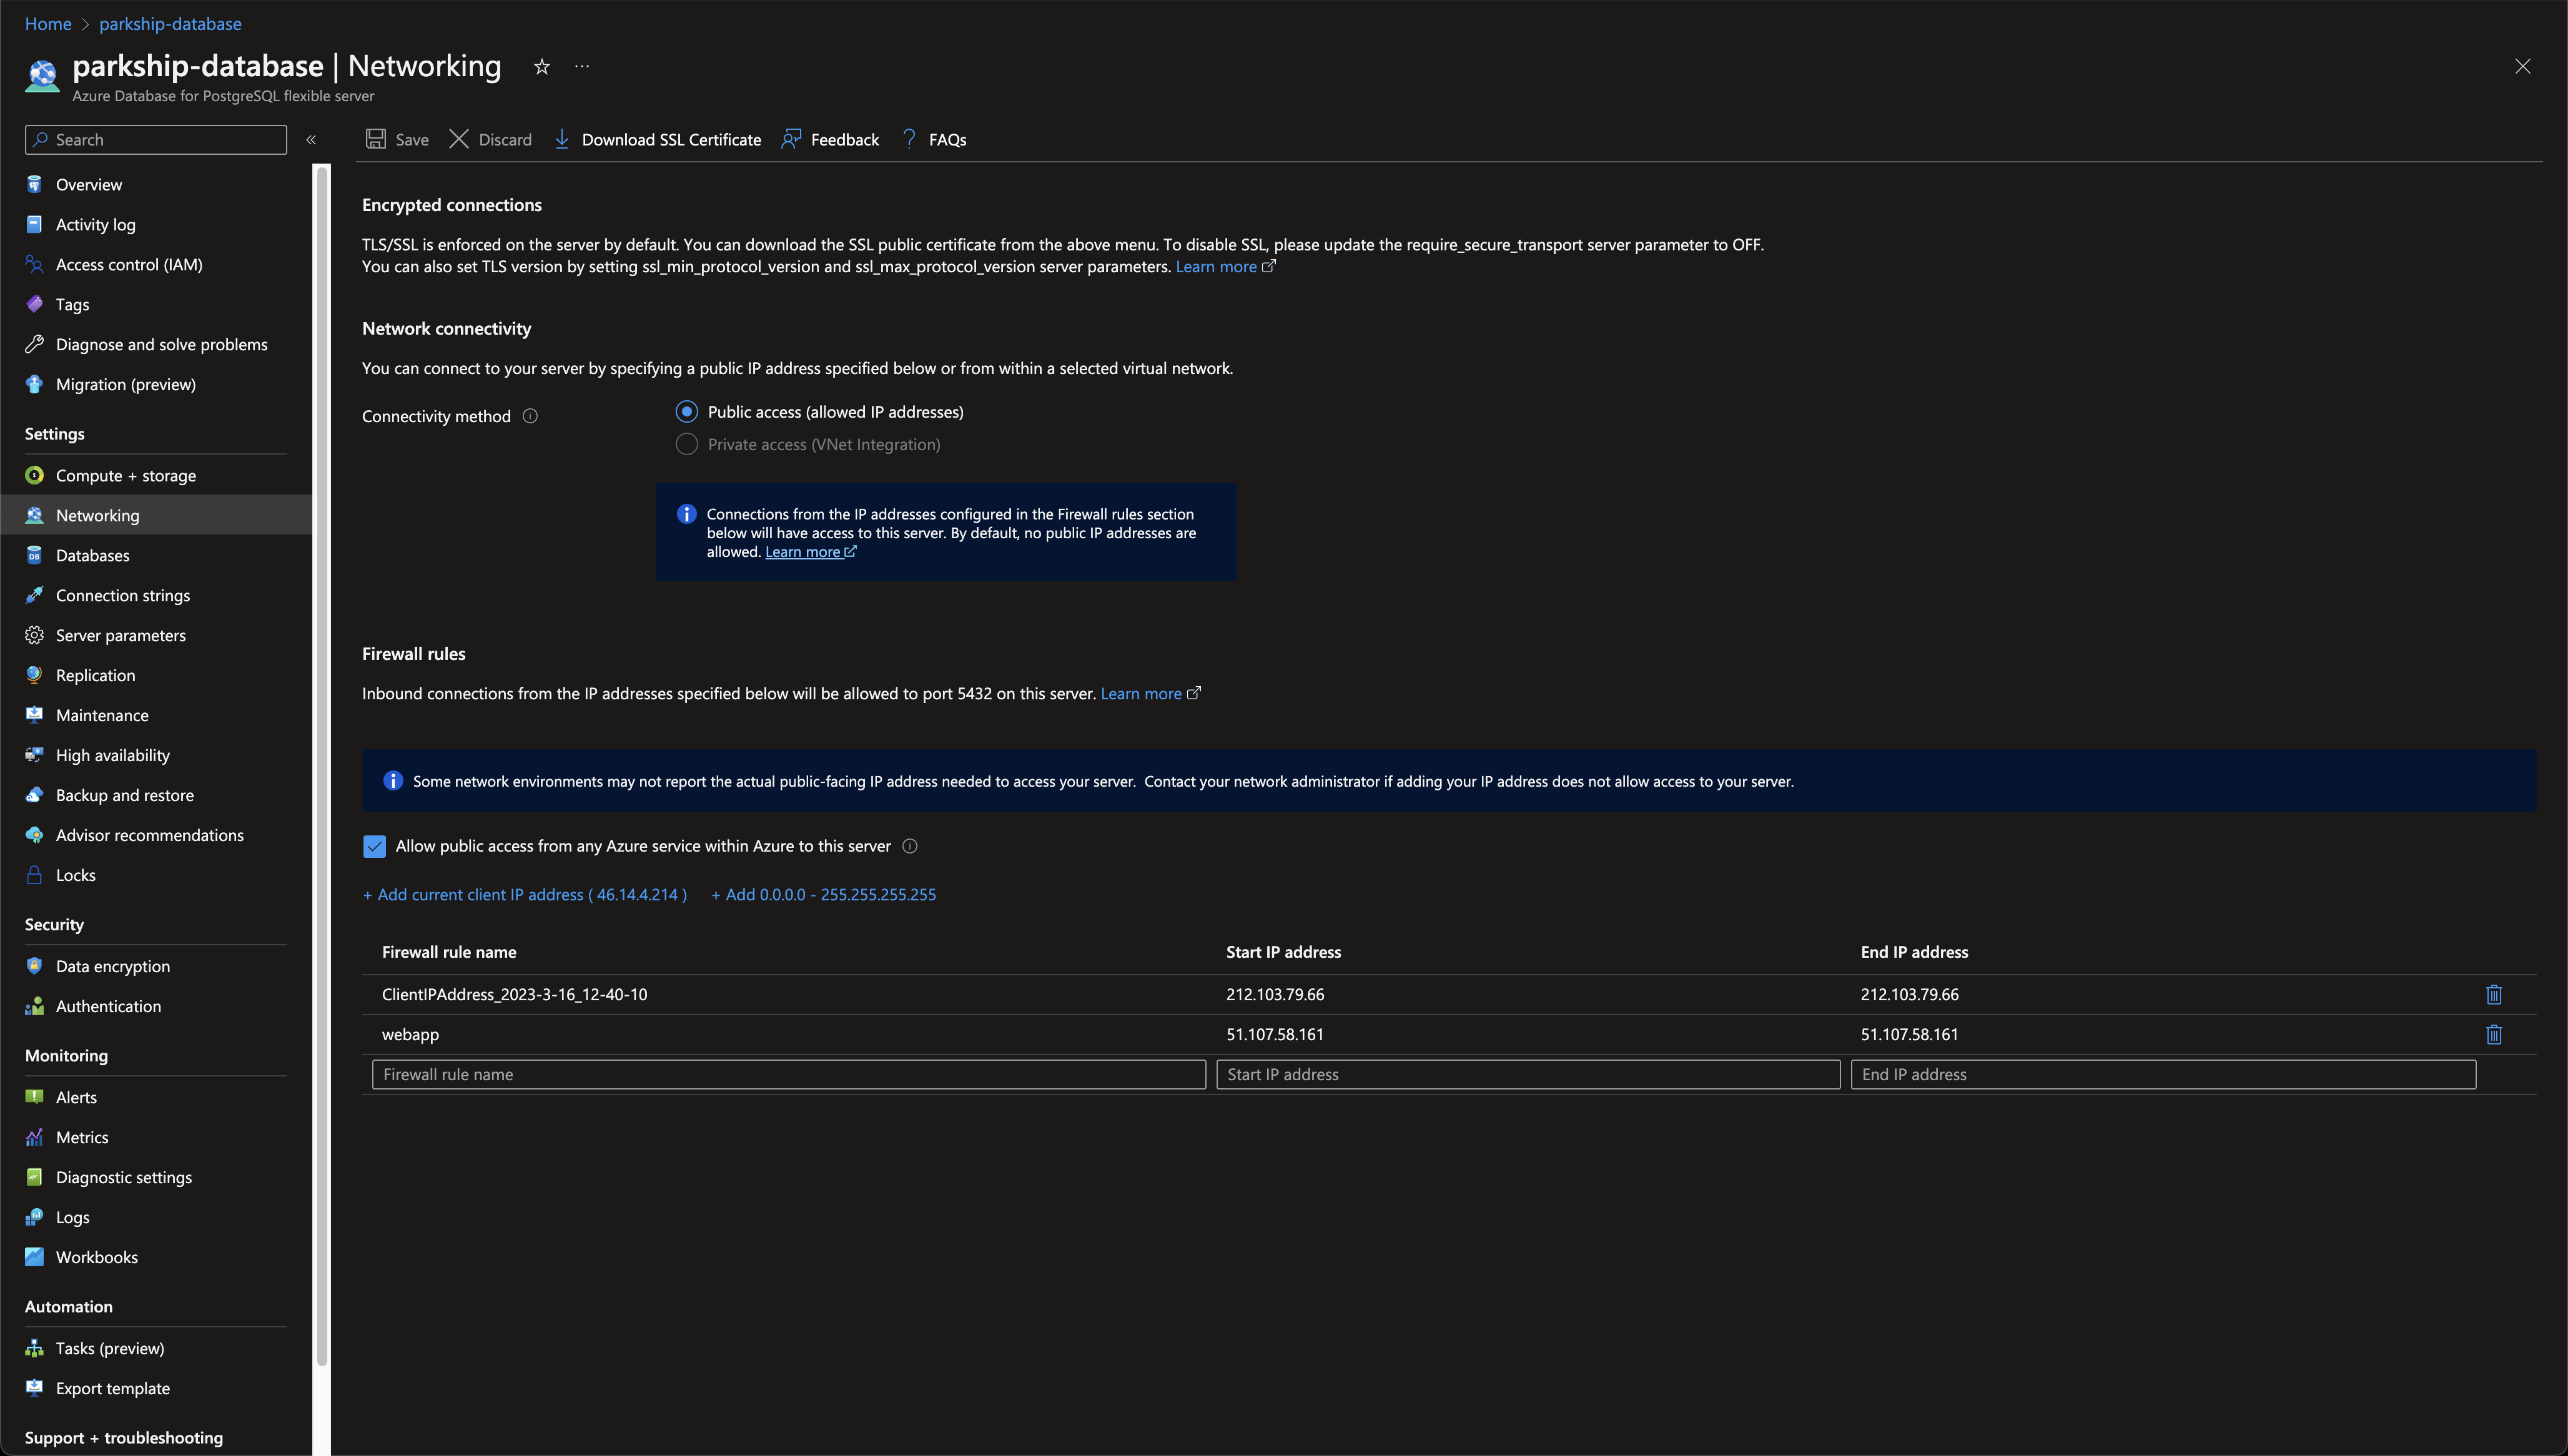 Home > parkship-database
parkship-database | Networking
Azure Database for PostgreSQL flexible server
Search
Overview
Activity log
Access control (IAM)
Tags
Diagnose and solve problems
Migration (preview)
Settings
Compute + storage
Networking
Databases
Connection strings
Server parameters
Replication
Maintenance
High availability
Backup and restore
Advisor recommendations
Locks
Security
Data encryption
Authentication
Monitoring
Alerts
Metrics
Diagnostic settings
Logs
Workbooks
Automation
Tasks (preview)
Export template
Support + troubleshooting
Save Discard Download SSL Certificate Feedback FAQs
Encrypted connections
TLS/SSL is enforced on the server by default. You can download the SSL public certificate from the above menu. To disable SSL, please update the require_secure_transport server parameter to OFF.
You can also set TLS version by setting ssl_min_protocol_version and ssl_max_protocol_version server parameters. Learn more
Network connectivity
You can connect to your server by specifying a public IP address specified below or from within a selected virtual network.
Connectivity method
Public access (allowed IP addresses)
Private access (VNet Integration)
Connections from the IP addresses configured in the Firewall rules section
below will have access to this server. By default, no public IP addresses are
allowed. Learn more
Firewall rules
Inbound connections from the IP addresses specified below will be allowed to port 5432 on this server. Learn more
Some network environments may not report the actual public-facing IP address needed to access your server. Contact your network administrator if adding your IP address does not allow access to your server.
Allow public access from any Azure service within Azure to this server
+ Add current client IP address ( 46.14.4.214 ) + Add 0.0.0.0 - 255.255.255.255
Firewall rule name Start IP address End IP address
ClientIPAddress_2023-3-16_12-40-10 212.103.79.66 212.103.79.66
webapp 51.107.58.161 51.107.58.161
Firewall rule name Start IP address End IP address